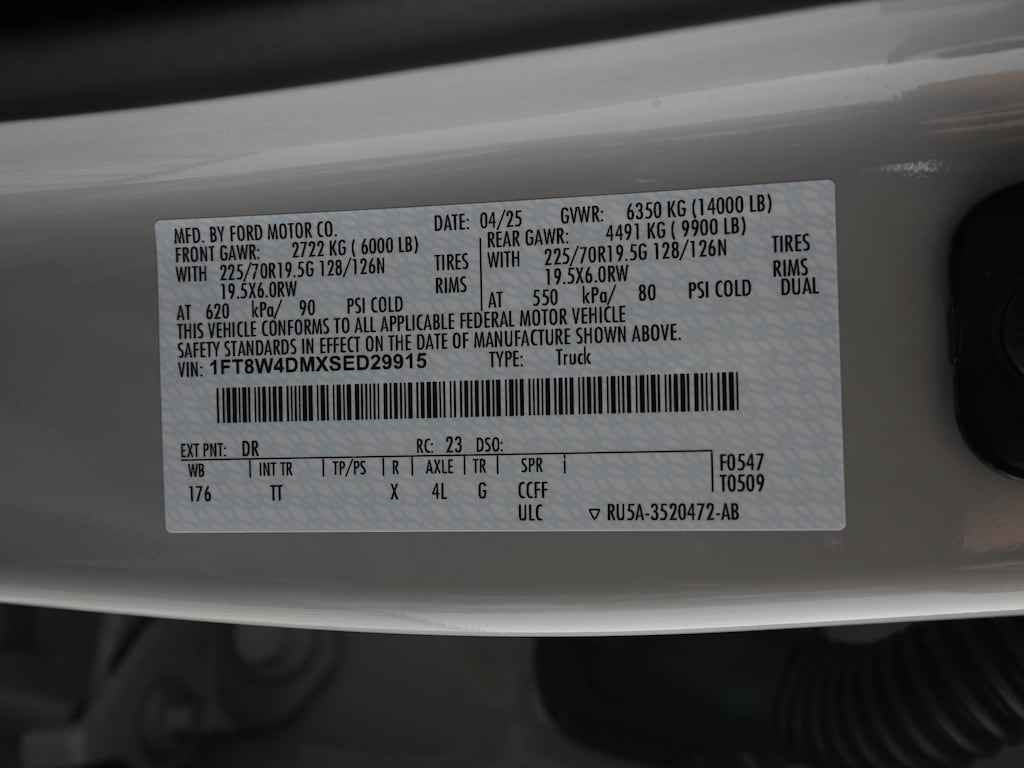 MFD. BY FORD MOTOR CO. DATE: 04/25 GVWR: 6350 KG (14000 LB)
FRONT GAWR: 2722 KG ( 6000 LB) REAR GAWR: 4491 KG ( 9900 LB)
WITH 225/70R19.5G 128/126N TIRES WITH 225/70R19.5G 128/126N TIRES
19.5X6.0RW RIMS 19.5X6.0RW RIMS
AT 620 kPa/ 90 PSI COLD AT 550 kPa/ 80 PSI COLD DUAL
THIS VEHICLE CONFORMS TO ALL APPLICABLE FEDERAL MOTOR VEHICLE
SAFETY STANDARDS IN EFFECT ON THE DATE OF MANUFACTURE SHOWN ABOVE.
VIN: 1FT8W4DMXSED29915 TYPE: Truck
EXT PNT: DR RC: 23 DSO:
WB INT TR TP/PS R AXLE TR SPR F0547
176 TT X 4L G CCFF T0509
ULC ▽ RU5A-3520472-AB